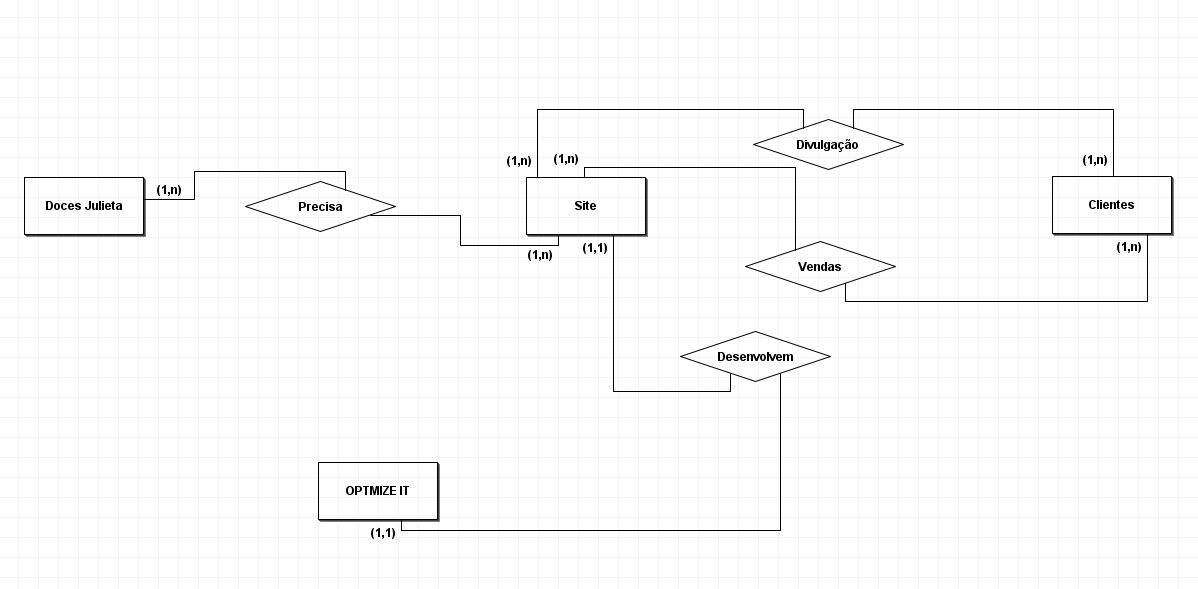 Divulgação
(1,n)
(1,n)
(1,n)
(1,n)
Doces Julieta
Precisa
Site
Clientes
(1,n)
(1,1)
(1,n)
Vendas
Desenvolvem
OPTMIZE IT
(1,1)